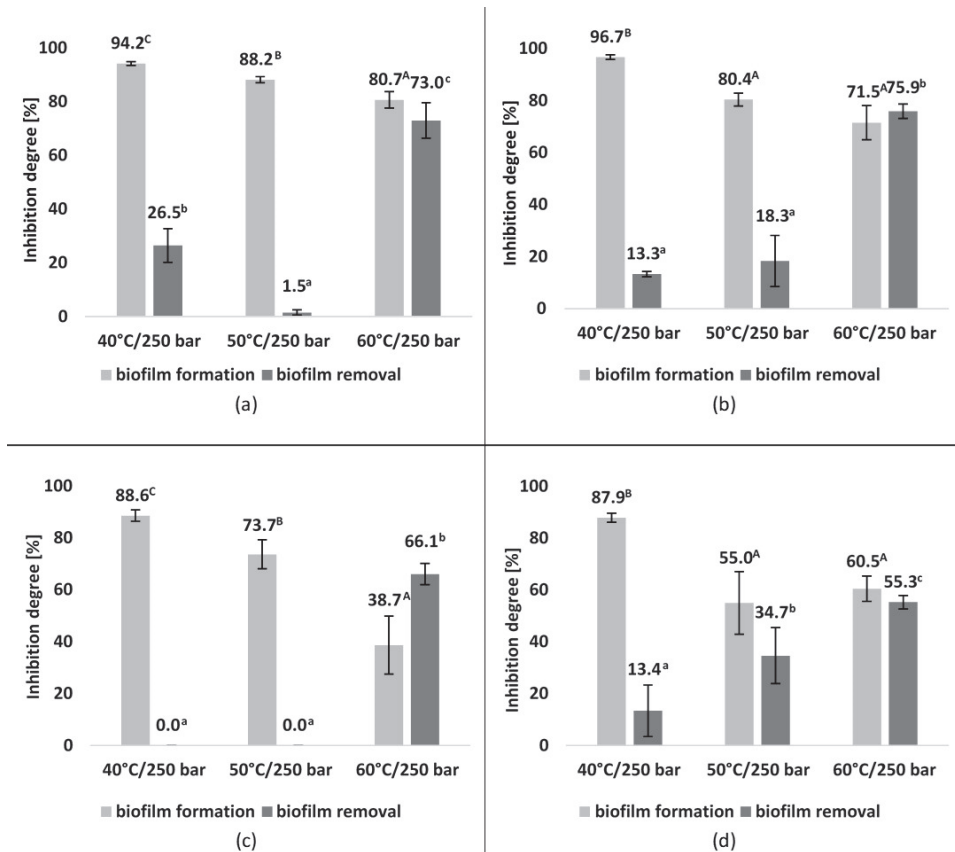 94.2ᶜ
88.2ᴮ
80.7ᴬ 73.0ᶜ
26.5ᵇ
1.5ᵃ
100
80
60
40
20
0
Inhibition degree [%]
40°C/250 bar 50°C/250 bar 60°C/250 bar
biofilm formation biofilm removal
(a)
96.7ᴮ
80.4ᴬ
71.5ᴬ 75.9ᵇ
13.3ᵃ
18.3ᵃ
100
80
60
40
20
0
Inhibition degree [%]
40°C/250 bar 50°C/250 bar 60°C/250 bar
biofilm formation biofilm removal
(b)
88.6ᶜ
73.7ᴮ
66.1ᵇ
38.7ᴬ
0.0ᵃ
0.0ᵃ
100
80
60
40
20
0
Inhibition degree [%]
40°C/250 bar 50°C/250 bar 60°C/250 bar
biofilm formation biofilm removal
(c)
87.9ᴮ
55.0ᴬ
60.5ᴬ
55.3ᶜ
34.7ᵇ
13.4ᵃ
100
80
60
40
20
0
Inhibition degree [%]
40°C/250 bar 50°C/250 bar 60°C/250 bar
biofilm formation biofilm removal
(d)